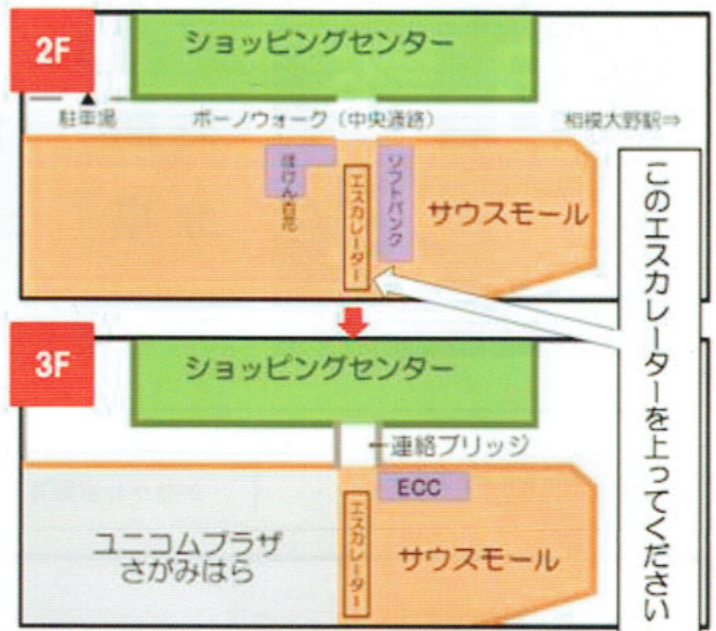 2F
ショッピングセンター
駐車場
ボーノウォーク（中央通路）
相模大野駅⇒
ほけん百花
エスカレーター
ソフトバンク
サウスモール
このエスカレーターを上ってください
3F
ショッピングセンター
←連絡ブリッジ
ECC
ユニコムプラザ
さがみはら
エスカレーター
サウスモール